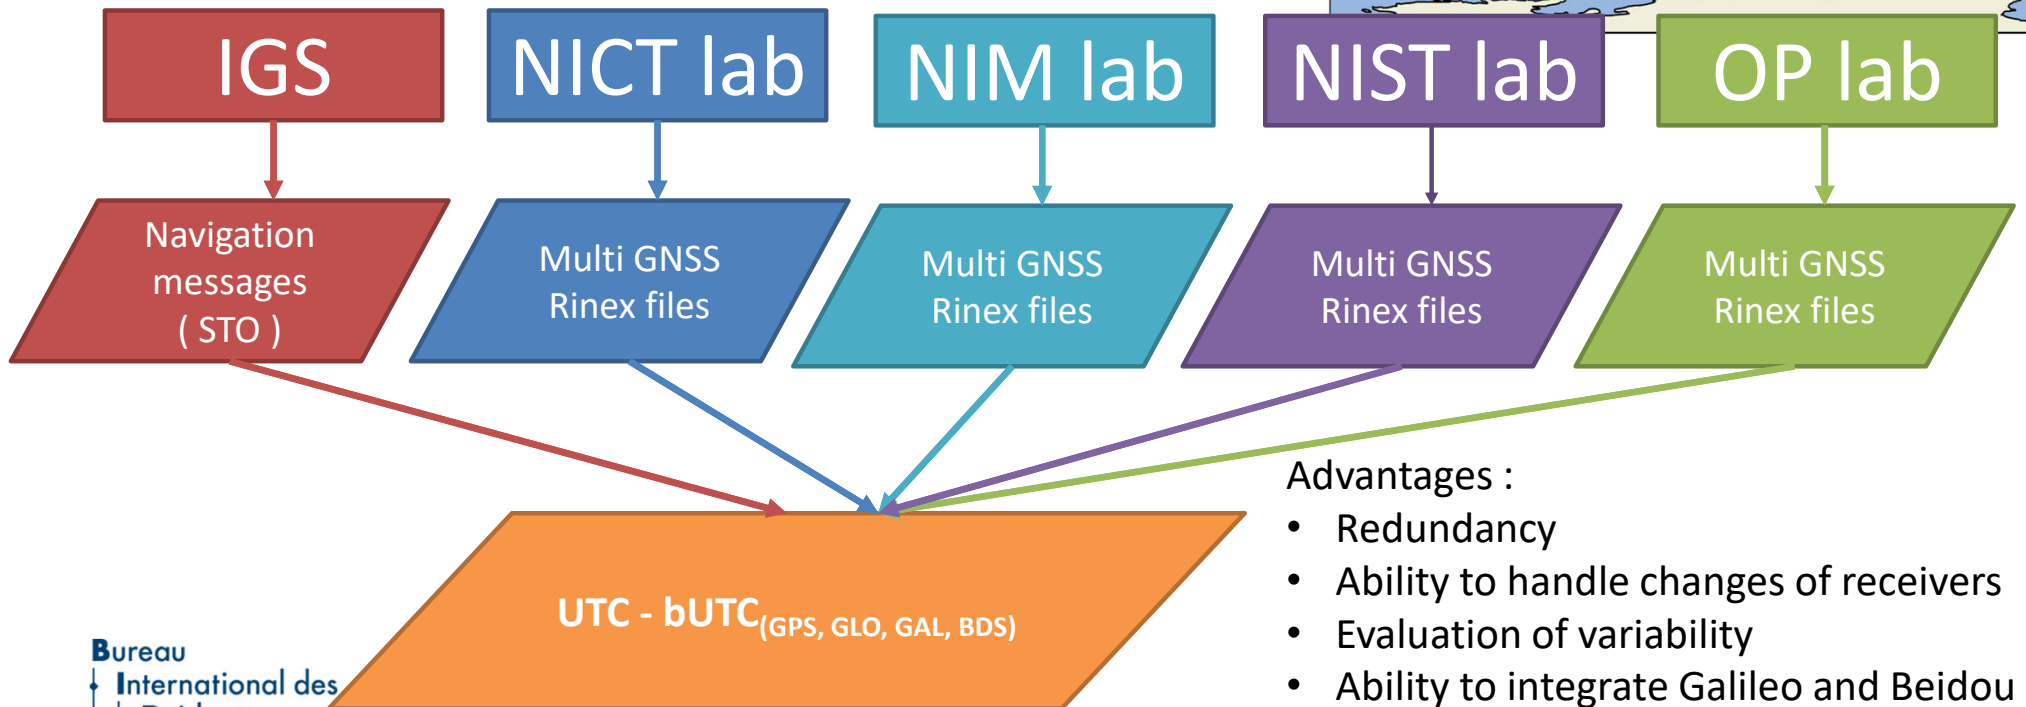 IGS
NICT lab
NIM lab
NIST lab
OP lab
Navigation
messages
( STO )
Multi GNSS
Rinex files
Multi GNSS
Rinex files
Multi GNSS
Rinex files
Multi GNSS
Rinex files
UTC - bUTC(GPS, GLO, GAL, BDS)
Advantages :
• Redundancy
• Ability to handle changes of receivers
• Evaluation of variability
• Ability to integrate Galileo and Beidou
Bureau
International des